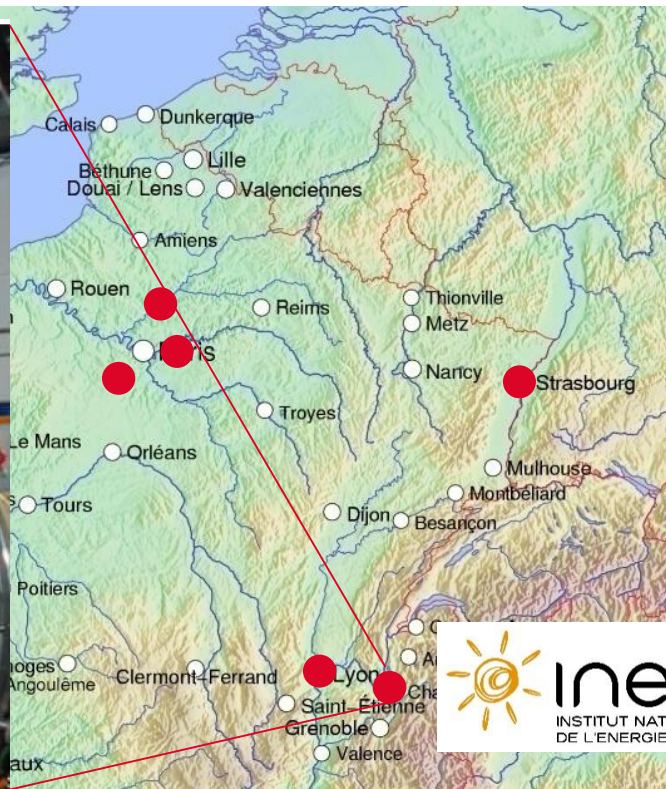 Calais
Dunkerque
Lille
Béthune
Douai / Lens
Valenciennes
Amiens
Rouen
Reims
Thionville
Metz
Nancy
Strasbourg
Troyes
Le Mans
Orléans
Mulhouse
Montbéliard
Tours
Dijon
Besançon
Poitiers
Clermont-Ferrand
Angoulême
Lyon
Saint-Étienne
Grenoble
Valence
INSTITUT NAT
DE L'ENERGIE